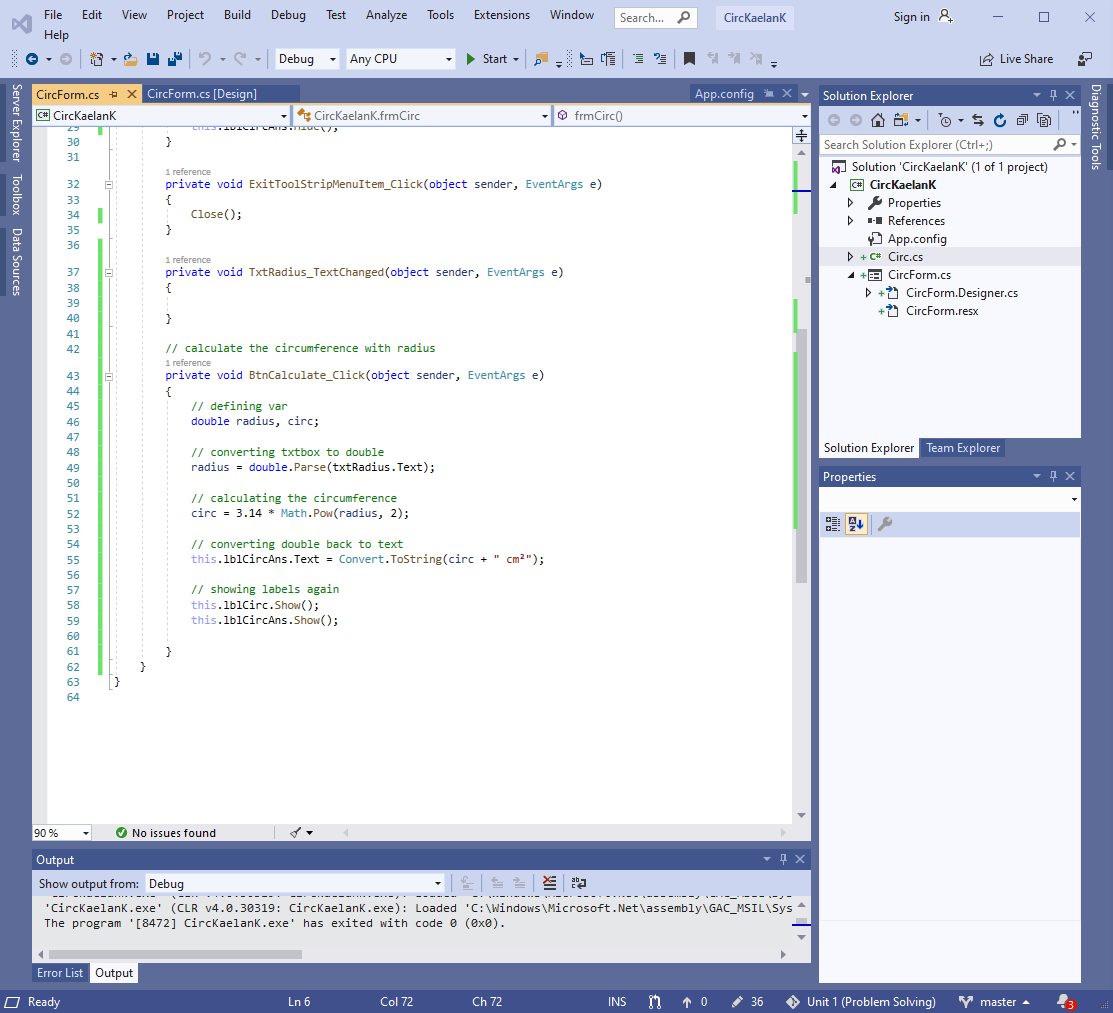 File Edit View Project Build Debug Test Analyze Tools Extensions Window Search... CircKaelanK Sign in
Help
Debug Any CPU Start Live Share
Server Explorer
Toolbox
Data Sources
CircForm.cs CircForm.cs [Design] App.config
CircKaelanK CircKaelanK.frmCirc frmCirc()
29 this.lblCircAns.Hide();
30 }
31
1 reference
32 private void ExitToolStripMenuItem_Click(object sender, EventArgs e)
33 {
34 Close();
35 }
36
1 reference
37 private void TxtRadius_TextChanged(object sender, EventArgs e)
38 {
39
40 }
41
42 // calculate the circumference with radius
1 reference
43 private void BtnCalculate_Click(object sender, EventArgs e)
44 {
45 // defining var
46 double radius, circ;
47
48 // converting txtbox to double
49 radius = double.Parse(txtRadius.Text);
50
51 // calculating the circumference
52 circ = 3.14 * Math.Pow(radius, 2);
53
54 // converting double back to text
55 this.lblCircAns.Text = Convert.ToString(circ + " cm²");
56
57 // showing labels again
58 this.lblCirc.Show();
59 this.lblCircAns.Show();
60
61 }
62 }
63 }
64
90 % No issues found
Output
Show output from: Debug
'CircKaelanK.exe' (CLR v4.0.30319: CircKaelanK.exe): Loaded 'C:\Windows\Microsoft.Net\assembly\GAC_MSIL\Sys
The program '[8472] CircKaelanK.exe' has exited with code 0 (0x0).
Error List Output
Solution Explorer
Search Solution Explorer (Ctrl+;)
Solution 'CircKaelanK' (1 of 1 project)
CircKaelanK
Properties
References
App.config
Circ.cs
CircForm.cs
CircForm.Designer.cs
CircForm.resx
Solution Explorer Team Explorer
Properties
Diagnostic Tools
Ready Ln 6 Col 72 Ch 72 INS 0 36 Unit 1 (Problem Solving) master 3